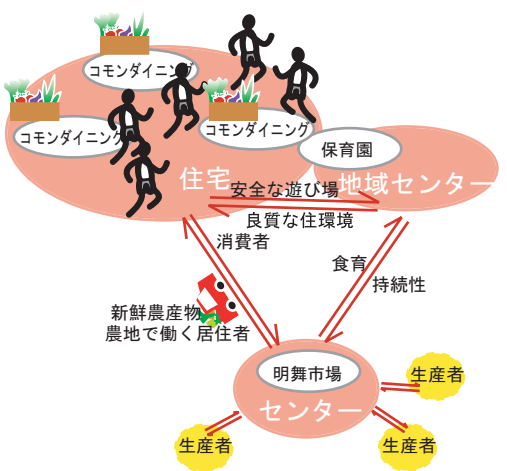 コモンダイニング
コモンダイニング
コモンダイニング
保育園
住宅
地域センター
安全な遊び場
良質な住環境
消費者
食育
持続性
新鮮農産物
農地で働く居住者
明舞市場
センター
生産者
生産者
生産者